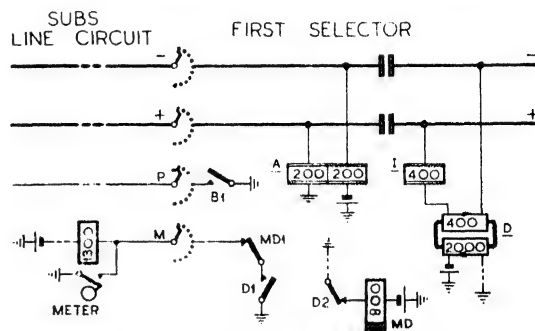 SUBS
LINE CIRCUIT
FIRST SELECTOR
− −
+ +
P
B1
A
200 200
I
400
M
MD1
D1
1300
METER
400
D
2000
D2
800
MD